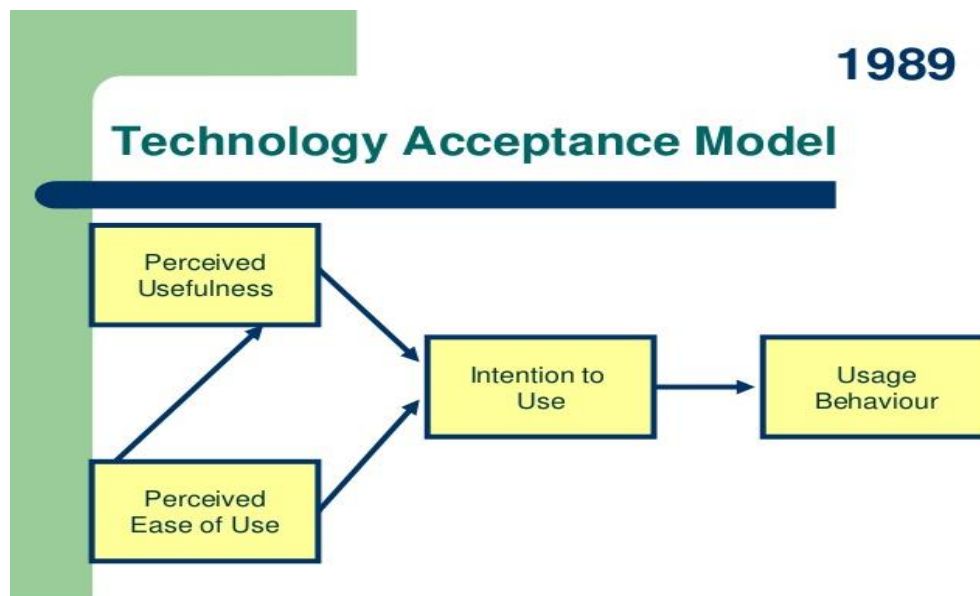 1989
Technology Acceptance Model
Perceived
Usefulness
Intention to
Use
Usage
Behaviour
Perceived
Ease of Use